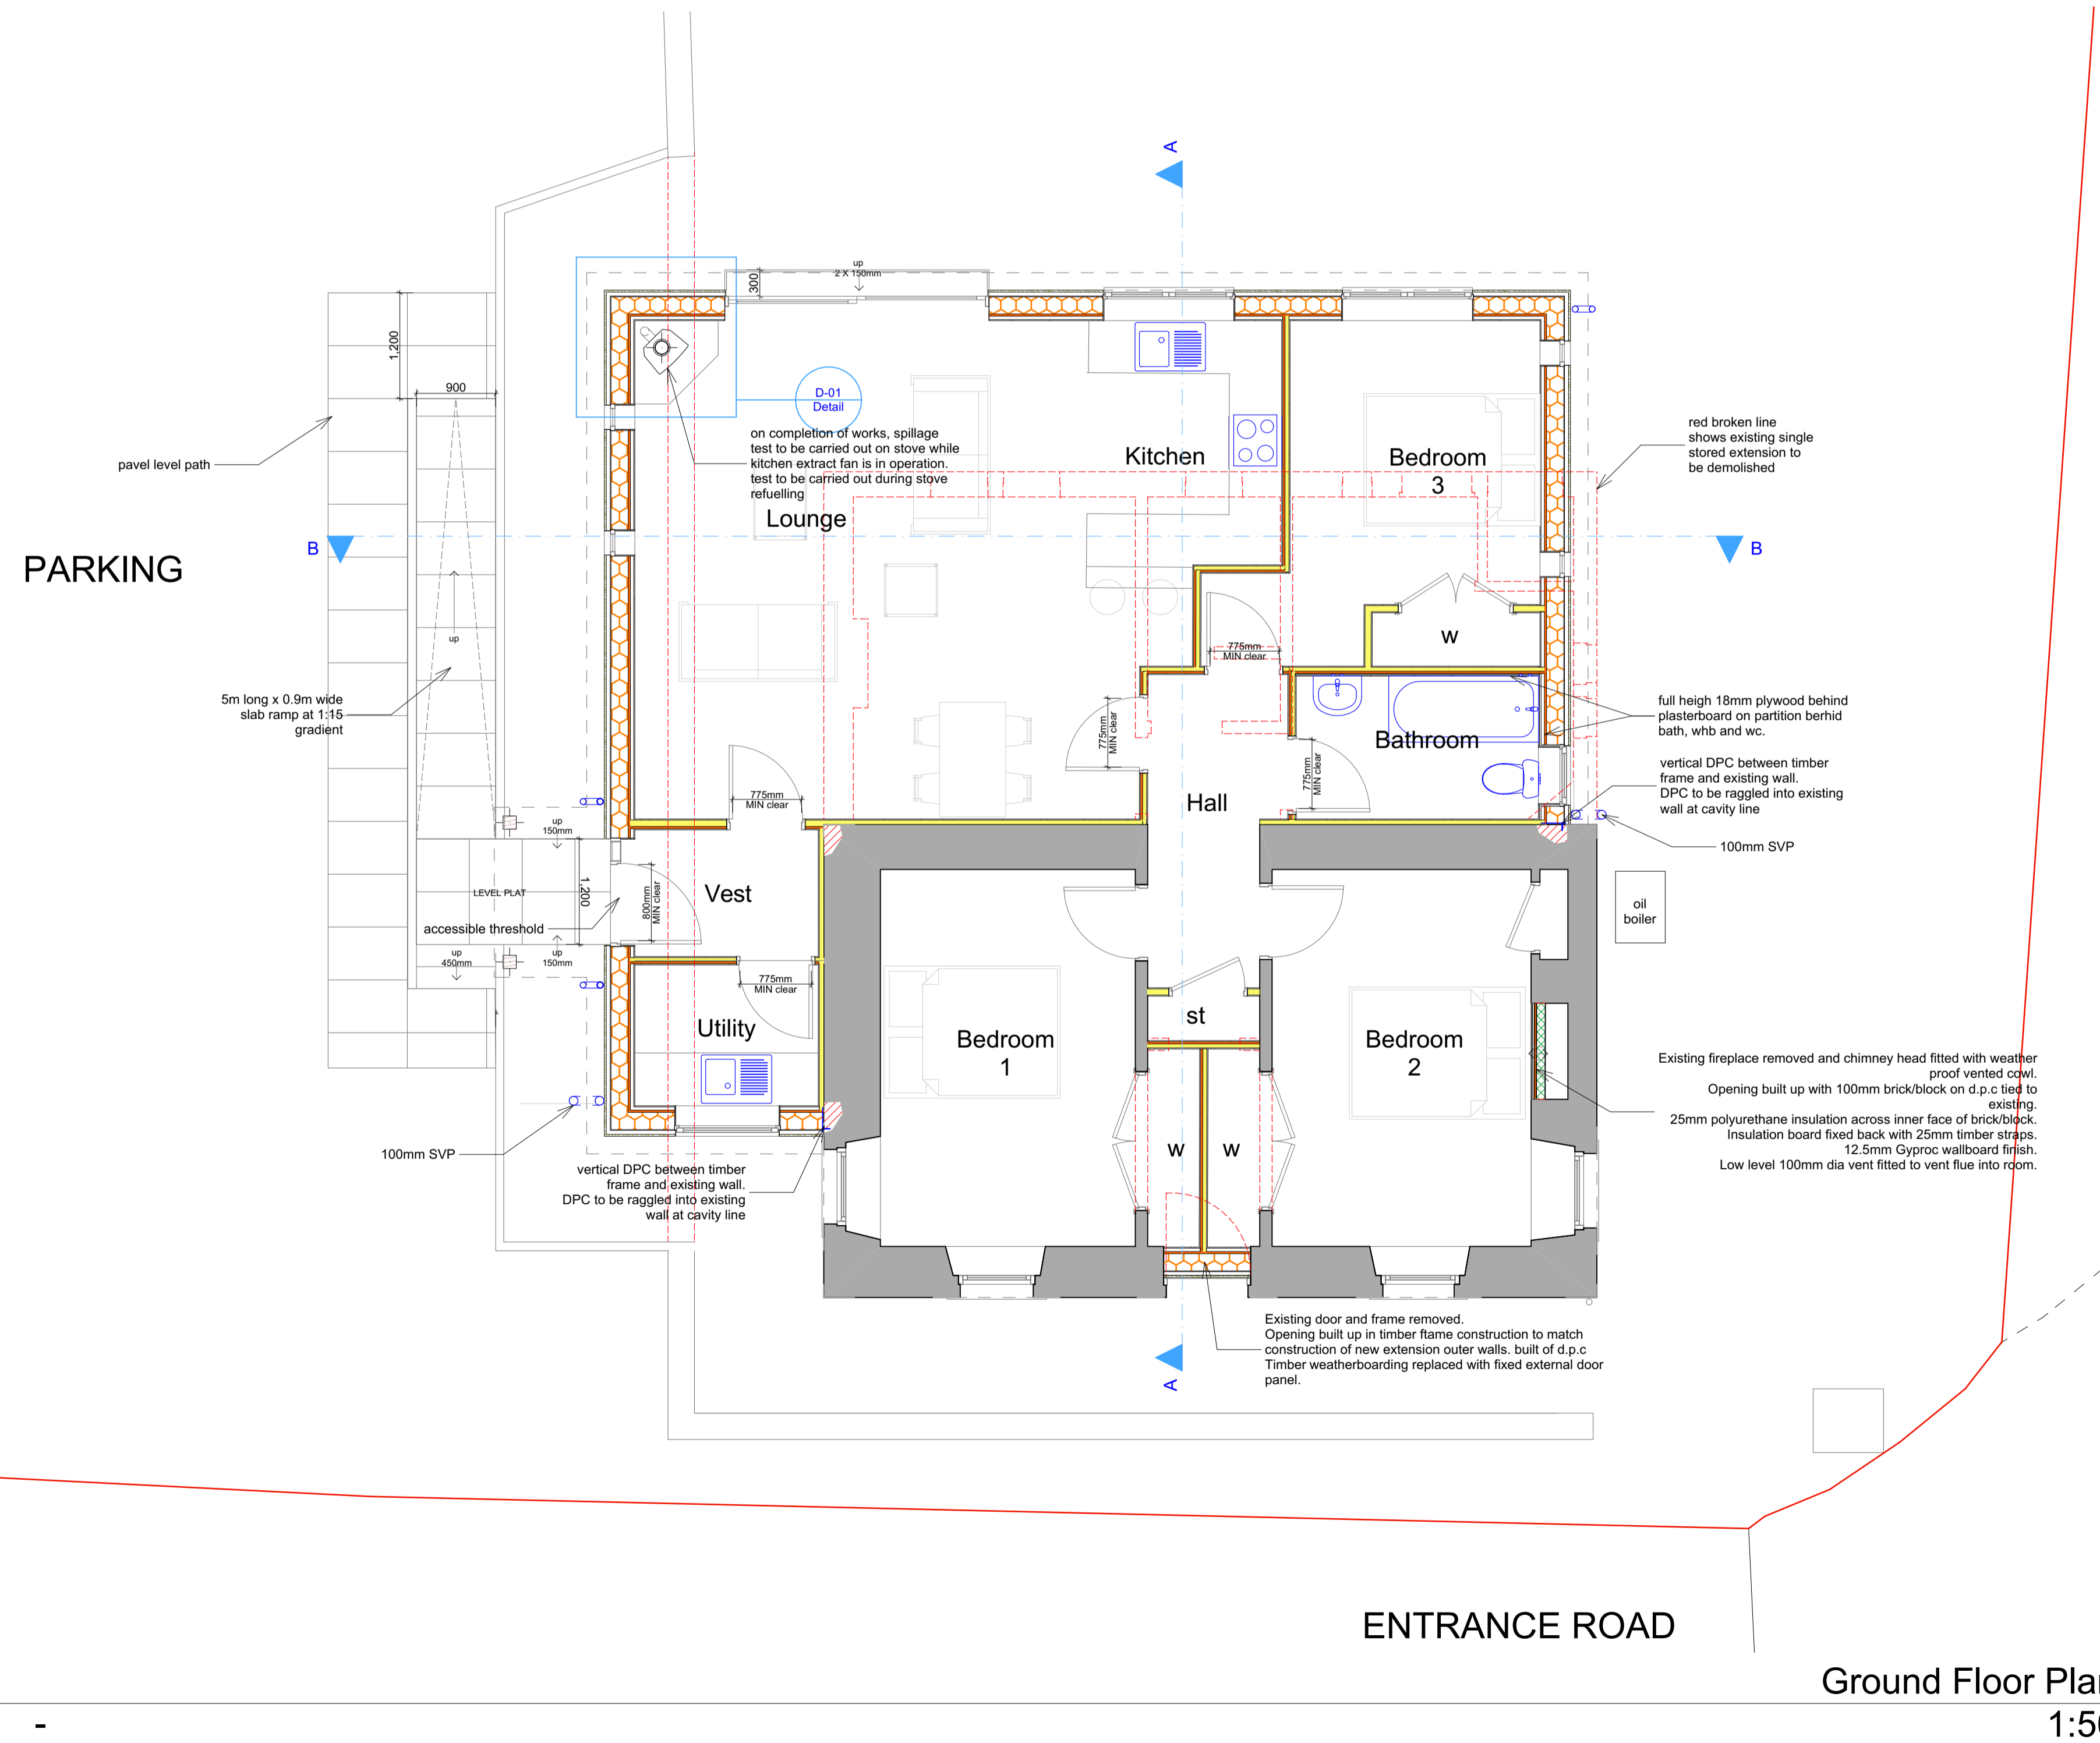 A
up
2 X 150mm
300
1,200
900
D-01
Detail
on completion of works, spillage
test to be carried out on stove while
kitchen extract fan is in operation.
test to be carried out during stove
refuelling
Lounge
Kitchen
Bedroom
3
red broken line
shows existing single
stored extension to
be demolished
pavel level path
B
B
PARKING
up
w
775mm
MIN clear
5m long x 0.9m wide
slab ramp at 1:15
gradient
775mm
MIN clear
Bathroom
full heigh 18mm plywood behind
plasterboard on partition berhid
bath, whb and wc.
775mm
MIN clear
vertical DPC between timber
frame and existing wall.
DPC to be raggled into existing
wall at cavity line
775mm
MIN clear
Hall
up
150mm
100mm SVP
LEVEL PLAT
1,200
800mm
MIN clear
Vest
accessible threshold
oil
boiler
up
450mm
up
150mm
775mm
MIN clear
Utility
st
Bedroom
1
Bedroom
2
Existing fireplace removed and chimney head fitted with weather
proof vented cowl.
Opening built up with 100mm brick/block on d.p.c tied to
existing.
25mm polyurethane insulation across inner face of brick/block.
Insulation board fixed back with 25mm timber straps.
12.5mm Gyproc wallboard finish.
Low level 100mm dia vent fitted to vent flue into room.
100mm SVP
w
w
vertical DPC between timber
frame and existing wall.
DPC to be raggled into existing
wall at cavity line
Existing door and frame removed.
Opening built up in timber ftame construction to match
construction of new extension outer walls. built of d.p.c
Timber weatherboarding replaced with fixed external door
panel.
A
ENTRANCE ROAD
Ground Floor Pla
-
1:5